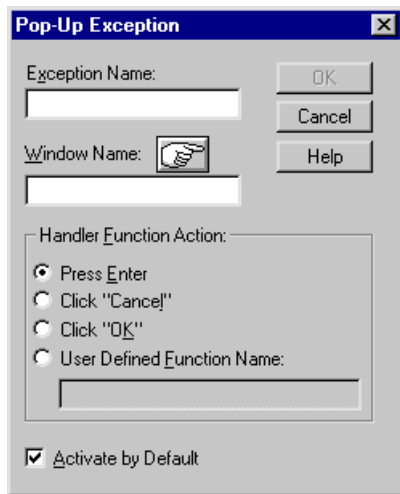 Pop-Up Exception
Exception Name:
OK
Cancel
Window Name:
Help
Handler Function Action:
Press Enter
Click "Cancel"
Click "OK"
User Defined Function Name:
Activate by Default